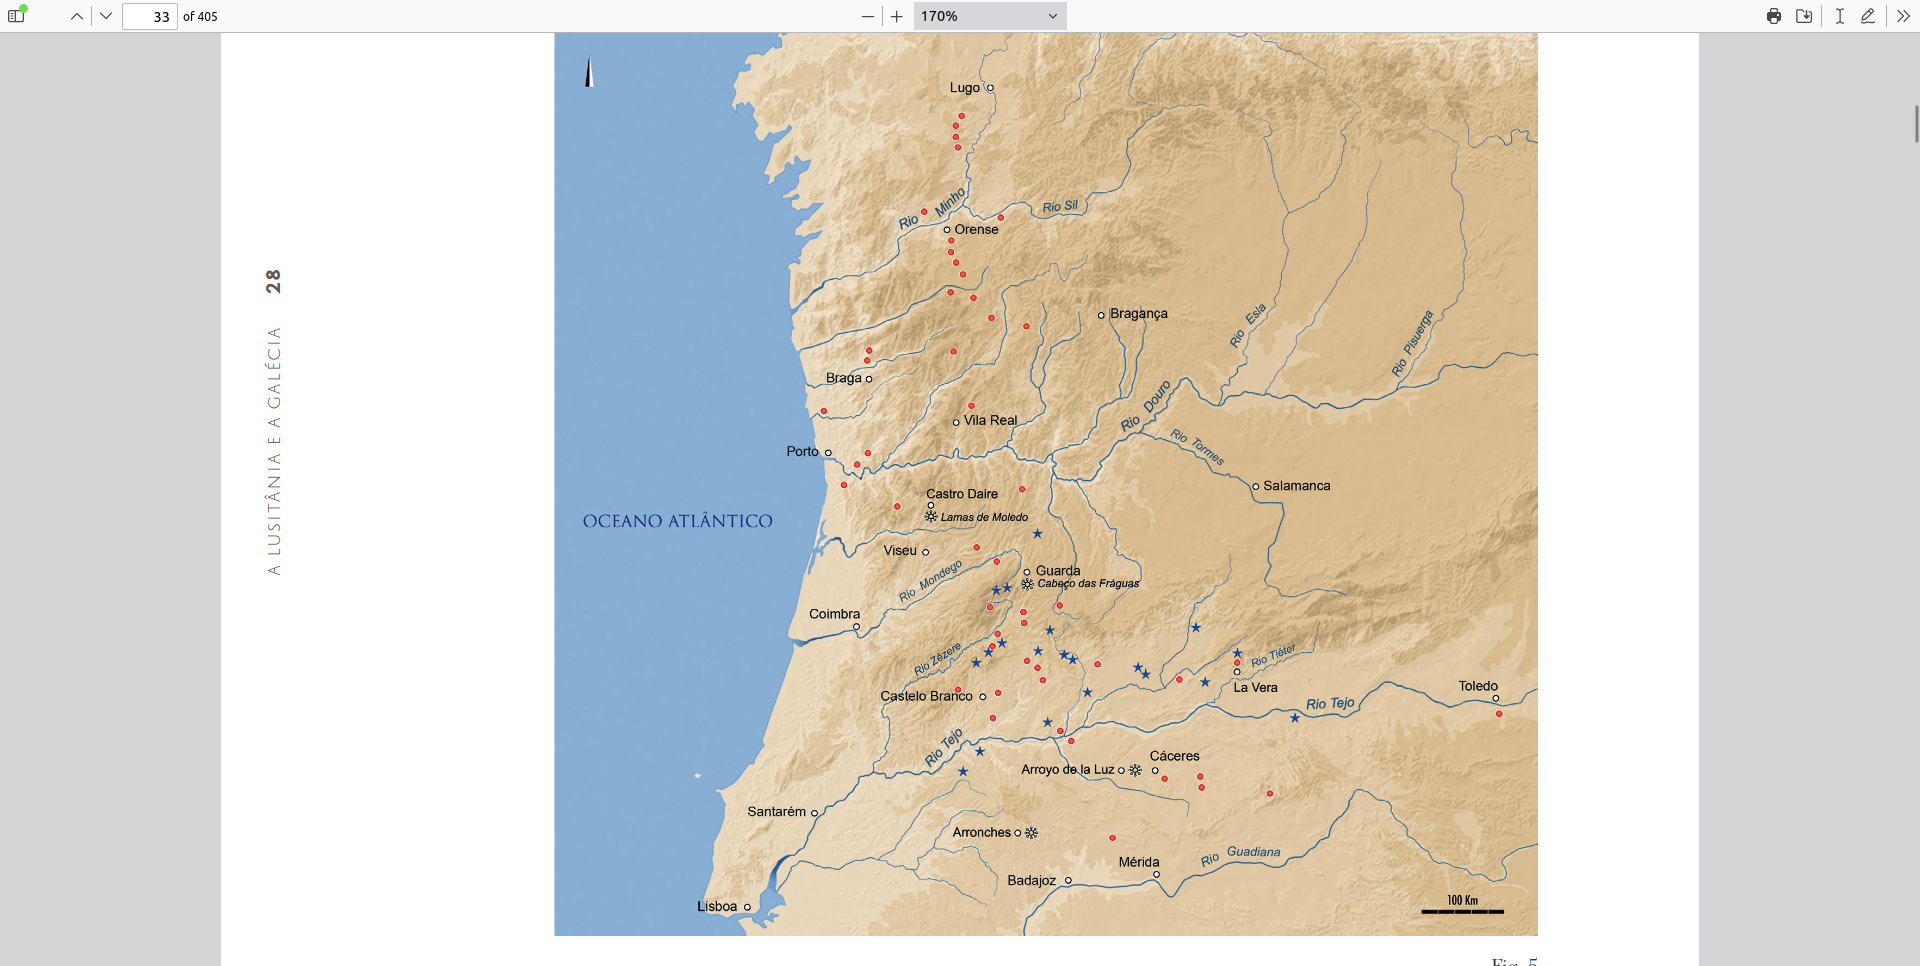 33 of 405
170%
28
A LUSITÂNIA E A GALÉCIA
Lugo
Rio Minho
Rio Sil
Orense
Bragança
Rio Esla
Rio Pisuerga
Braga
Rio Douro
Vila Real
Rio Tormes
Porto
Salamanca
Castro Daire
Lamas de Moledo
OCEANO ATLÂNTICO
Viseu
Guarda
Rio Mondego
Cabeço das Fráguas
Coimbra
Rio Zêzere
Rio Tiéter
La Vera
Toledo
Castelo Branco
Rio Tejo
Rio Tejo
Cáceres
Arroyo de la Luz
Santarém
Arronches
Rio Guadiana
Mérida
Badajoz
100 Km
Lisboa
Fig. 5